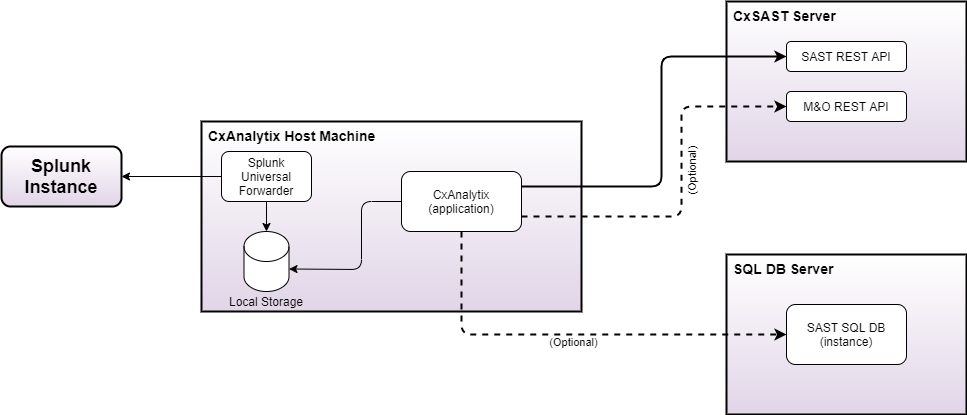 CxSAST Server
SAST REST API
M&O REST API
(Optional)
CxAnalytix Host Machine
Splunk
Universal
Forwarder
CxAnalytix
(application)
Local Storage
Splunk
Instance
(Optional)
SQL DB Server
SAST SQL DB
(instance)